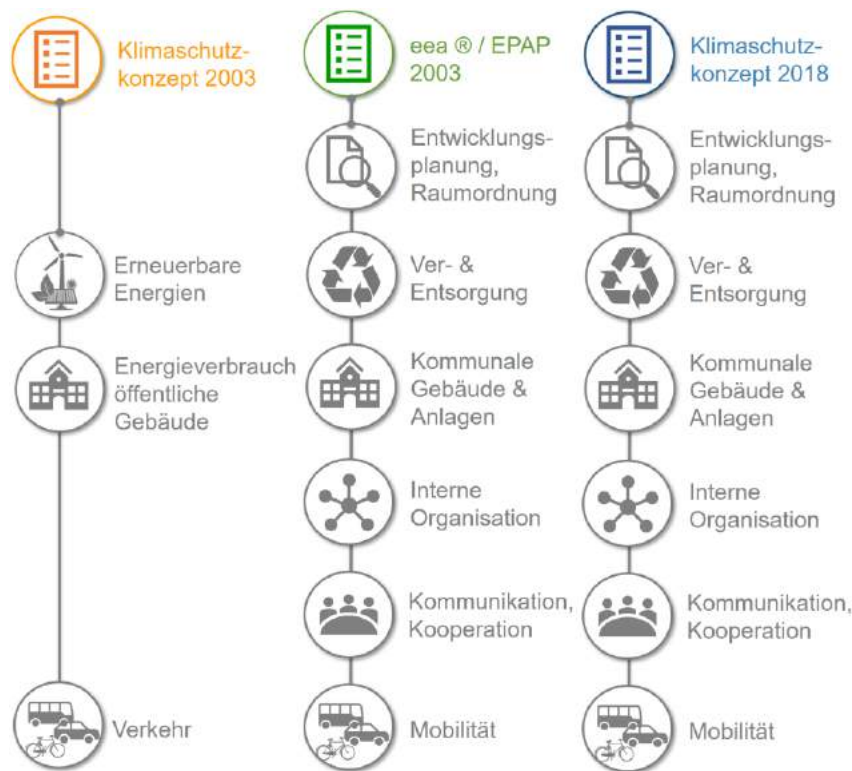 Klimaschutz-
konzept 2003
Erneuerbare
Energien
Energieverbrauch
öffentliche
Gebäude
Verkehr
eea ® / EPAP
2003
Entwicklungs-
planung,
Raumordnung
Ver- &
Entsorgung
Kommunale
Gebäude &
Anlagen
Interne
Organisation
Kommunikation,
Kooperation
Mobilität
Klimaschutz-
konzept 2018
Entwicklungs-
planung,
Raumordnung
Ver- &
Entsorgung
Kommunale
Gebäude &
Anlagen
Interne
Organisation
Kommunikation,
Kooperation
Mobilität